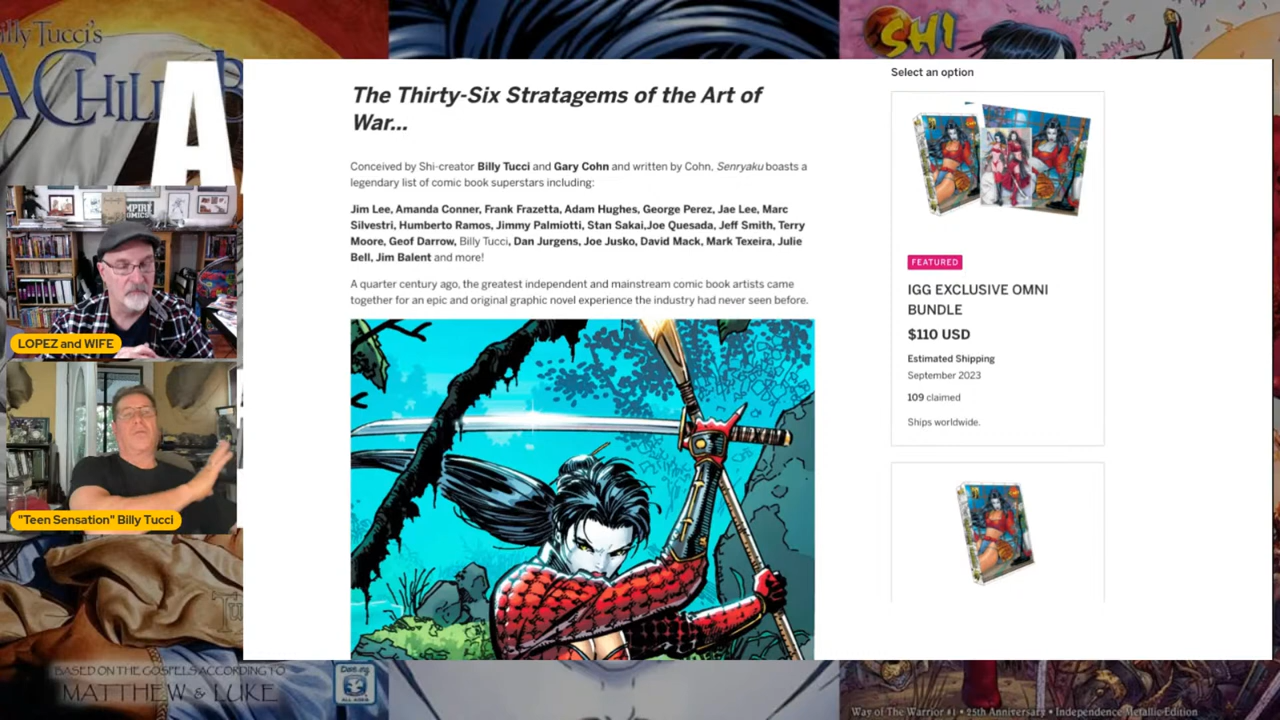 illy Tucci's
A CHILD
SHI
A
The Thirty-Six Stratagems of the Art of
War...
Conceived by Shi-creator Billy Tucci and Gary Cohn and written by Cohn, Senryaku boasts a
legendary list of comic book superstars including:
Jim Lee, Amanda Conner, Frank Frazetta, Adam Hughes, George Perez, Jae Lee, Marc
Silvestri, Humberto Ramos, Jimmy Palmiotti, Stan Sakai,Joe Quesada, Jeff Smith, Terry
Moore, Geof Darrow, Billy Tucci, Dan Jurgens, Joe Jusko, David Mack, Mark Texeira, Julie
Bell, Jim Balent and more!
A quarter century ago, the greatest independent and mainstream comic book artists came
together for an epic and original graphic novel experience the industry had never seen before.
Select an option
FEATURED
IGG EXCLUSIVE OMNI
BUNDLE
$110 USD
Estimated Shipping
September 2023
109 claimed
Ships worldwide.
EMPIRE
COMICS
LOPEZ and WIFE
"Teen Sensation" Billy Tucci
BASED ON THE GOSPELS ACCORDING TO
MATTHEW & LUKE
Way of The Warrior #1 • 25th Anniversary • Independence Metallic Edition